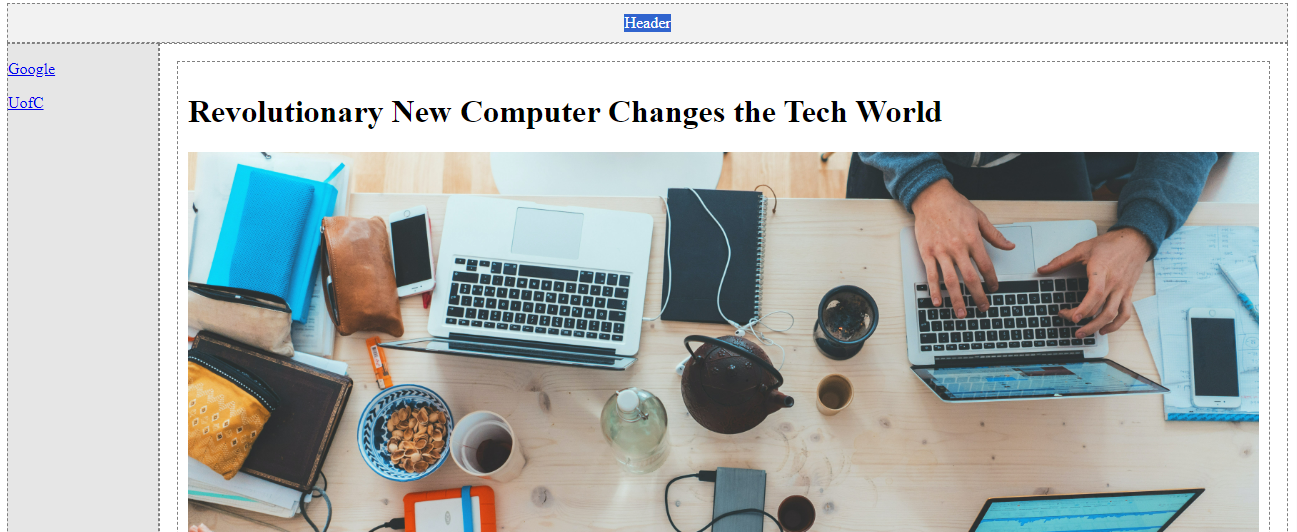 Header
Google
UofC
Revolutionary New Computer Changes the Tech World